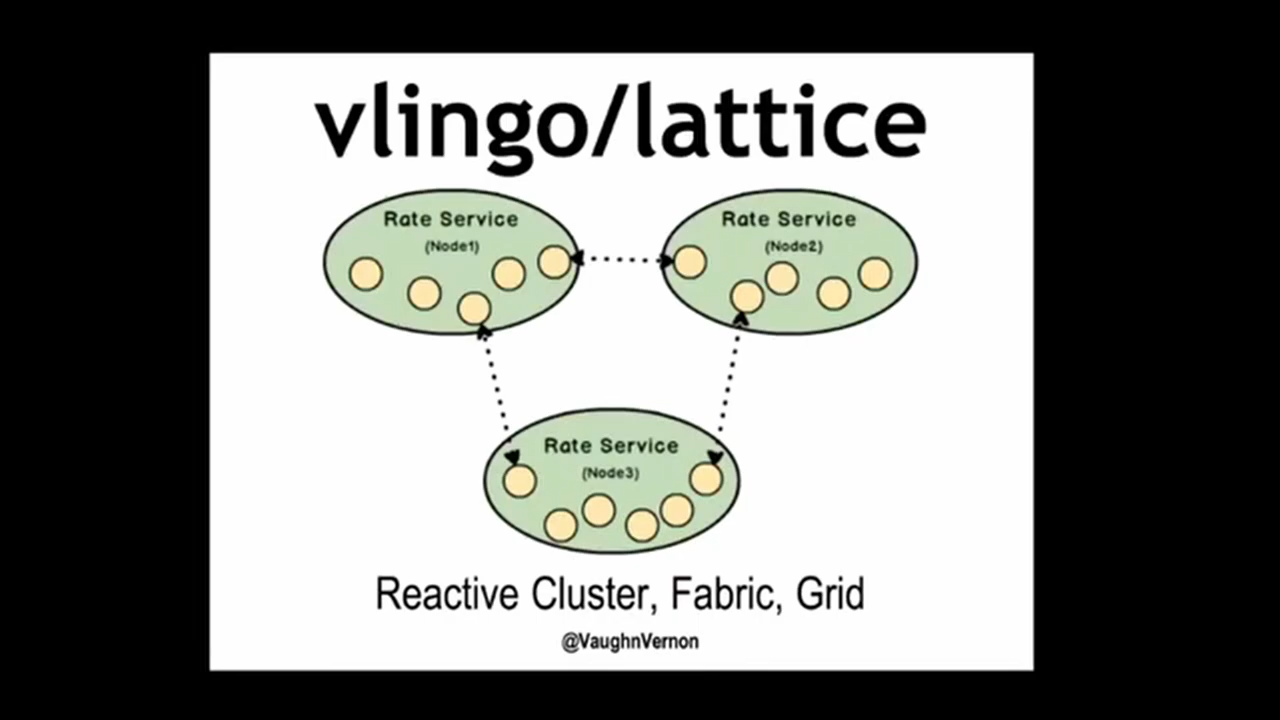 vlingo/lattice
Rate Service
(Node1)
Rate Service
(Node2)
Rate Service
(Node3)
Reactive Cluster, Fabric, Grid
@VaughnVernon